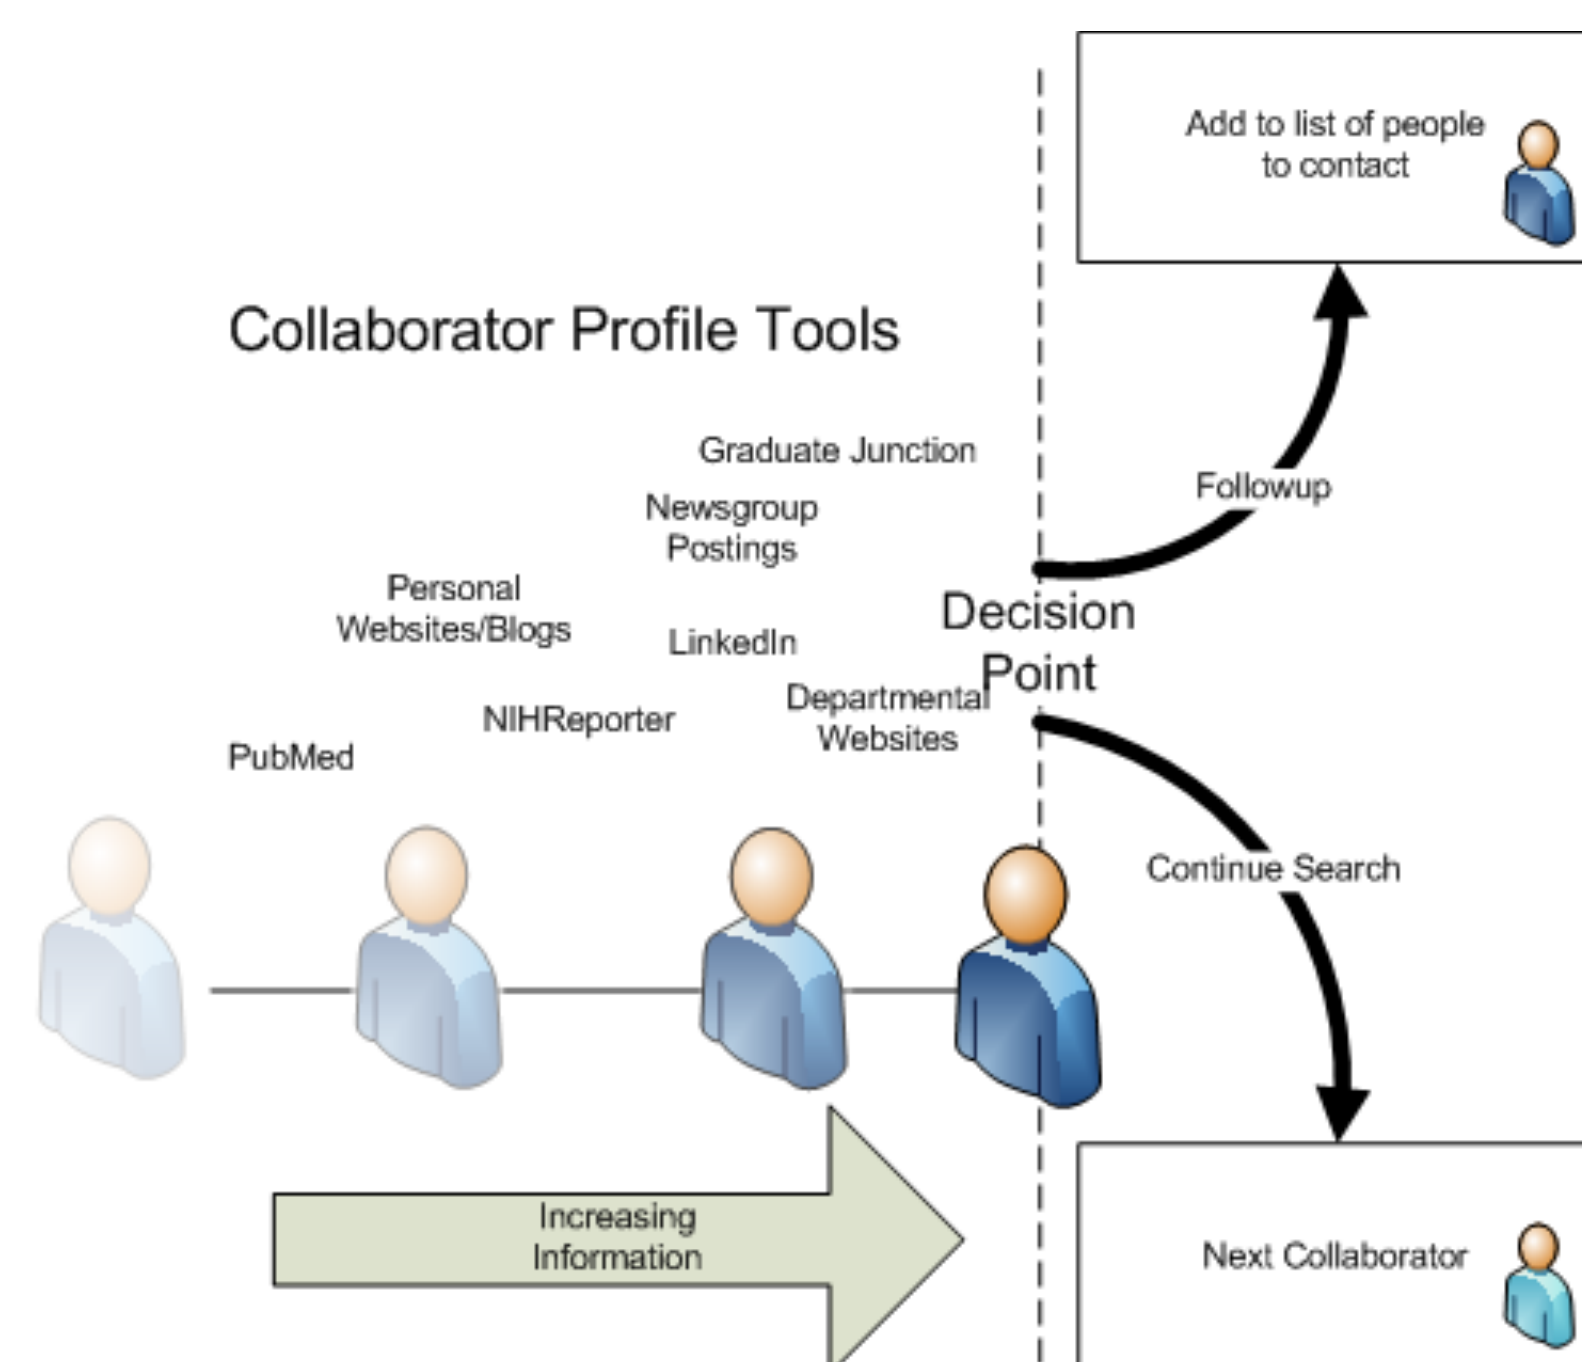 Add to list of people
to contact
Collaborator Profile Tools
Graduate Junction
Newsgroup
Postings
Followup
Personal
Websites/Blogs
LinkedIn
Decision
Point
NIHReporter
Departmental
Websites
PubMed
Continue Search
Increasing
Information
Next Collaborator